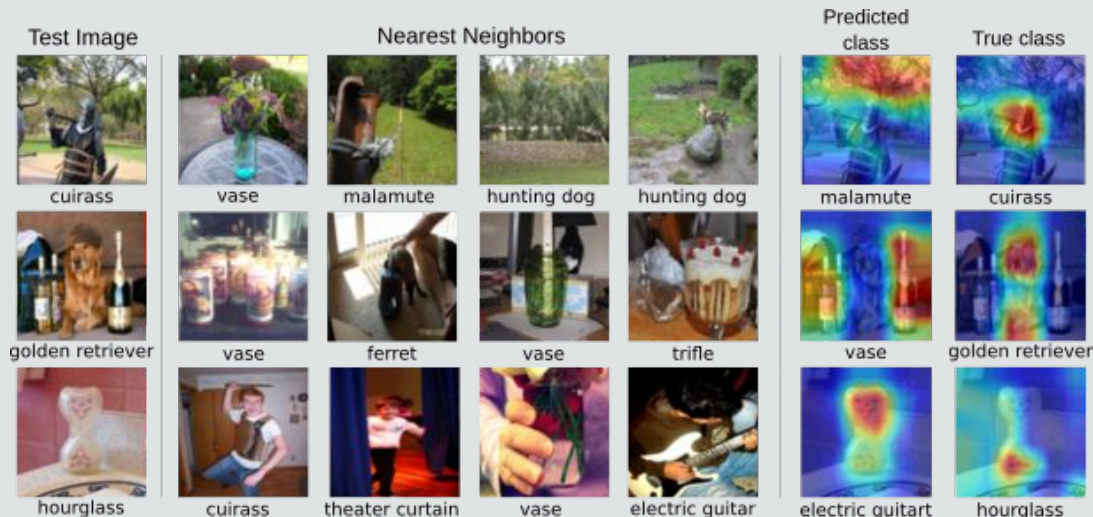 Test Image
Nearest Neighbors
Predicted
class
True class
cuirass
vase
malamute
hunting dog
hunting dog
malamute
cuirass
golden retriever
vase
ferret
vase
trifle
vase
golden retriever
hourglass
cuirass
theater curtain
vase
electric guitar
electric guitart
hourglass